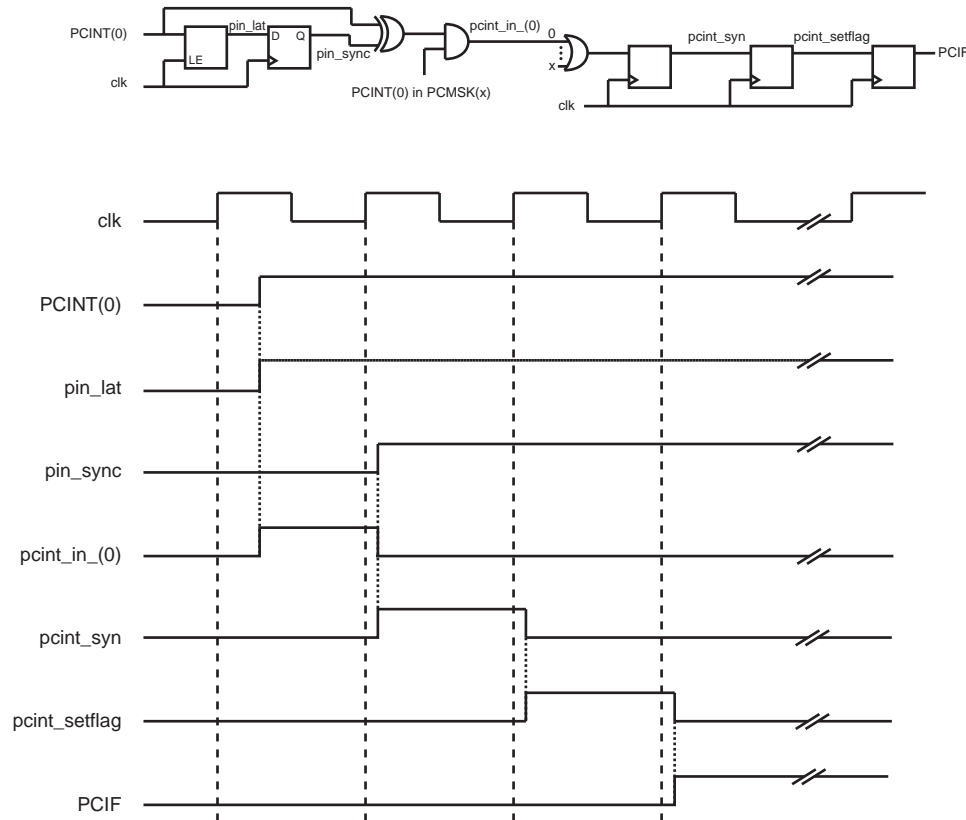 PCINT(0)
pin_lat
D Q
LE
pin_sync
clk
PCINT(0) in PCMSK(x)
pcint_in_(0)
0
x
clk
pcint_syn
pcint_setflag
PCIF
clk
PCINT(0)
pin_lat
pin_sync
pcint_in_(0)
pcint_syn
pcint_setflag
PCIF